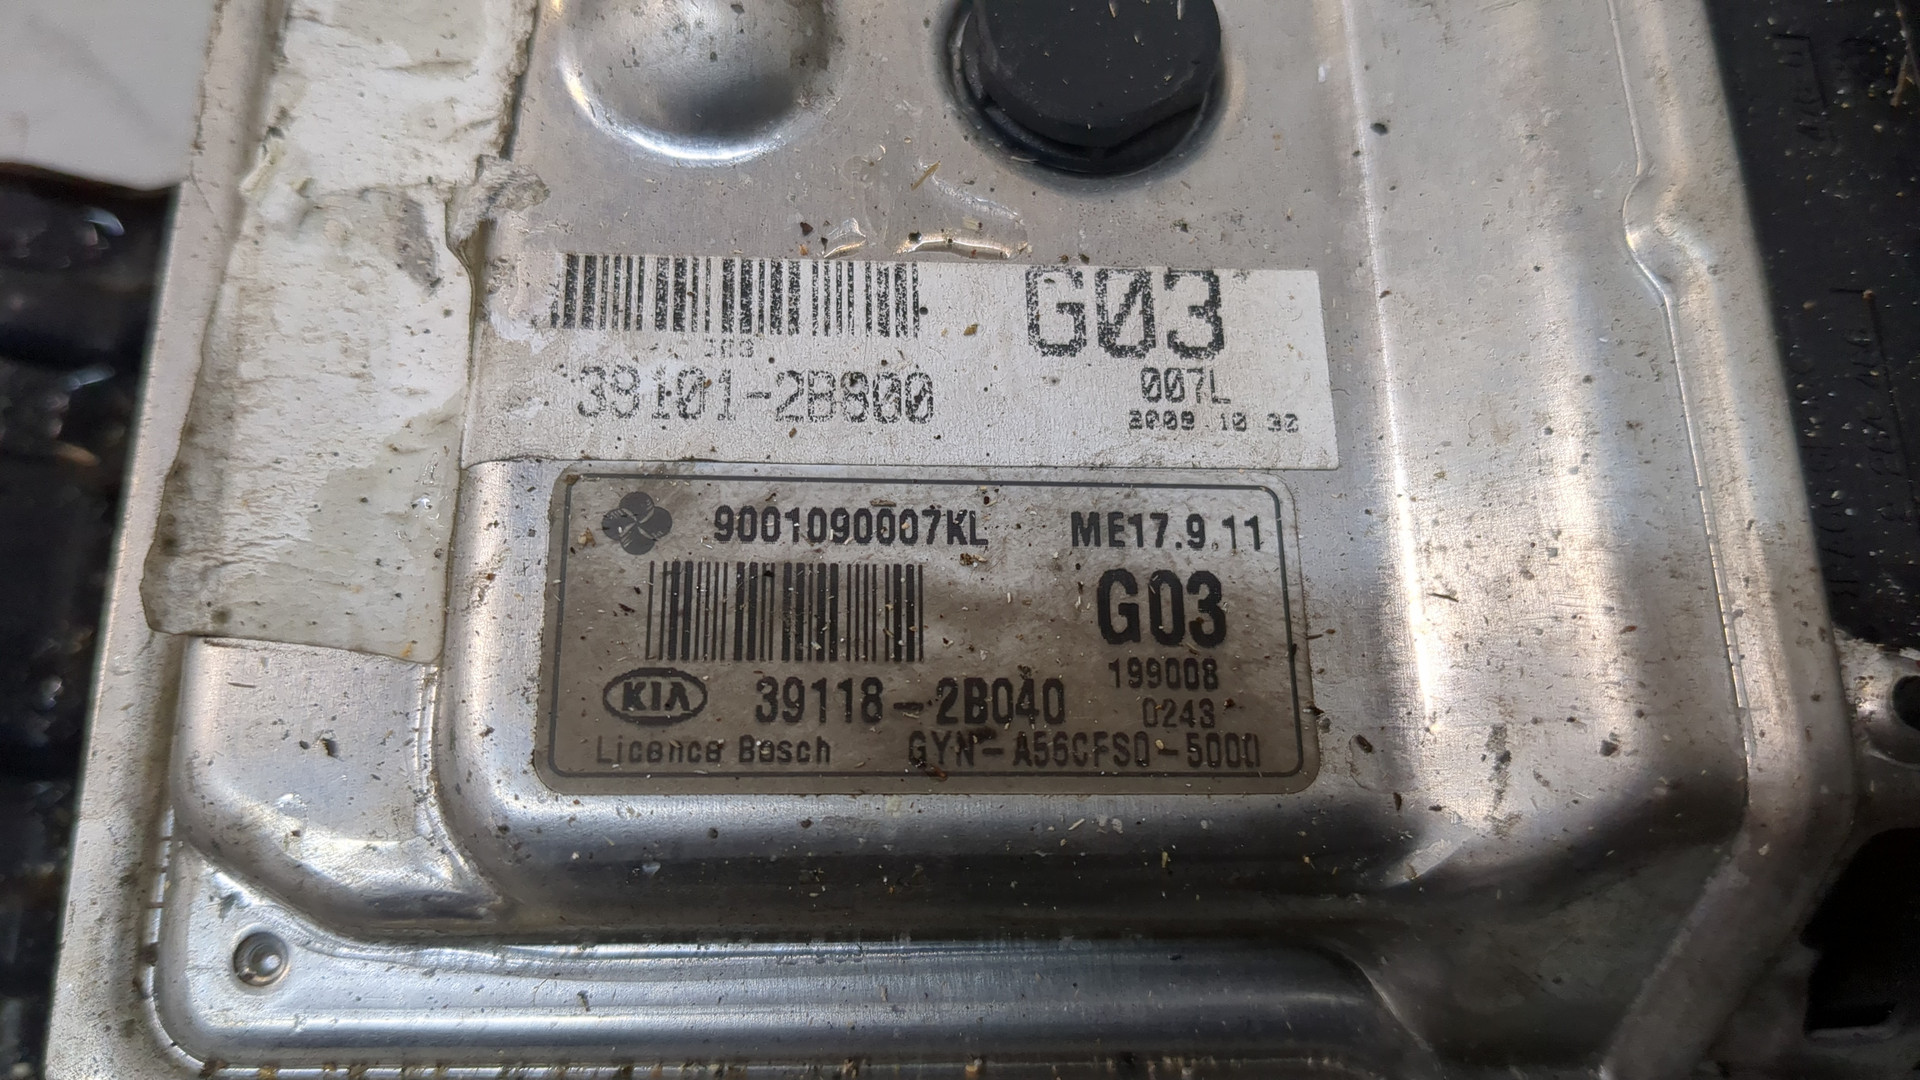 G03
39101-2B800
007L
2009.10.30
9001090007KL ME17.9.11
G03
199008
KIA 39118-2B040
0243
Licence Bosch GYN-A56CFS0-5000